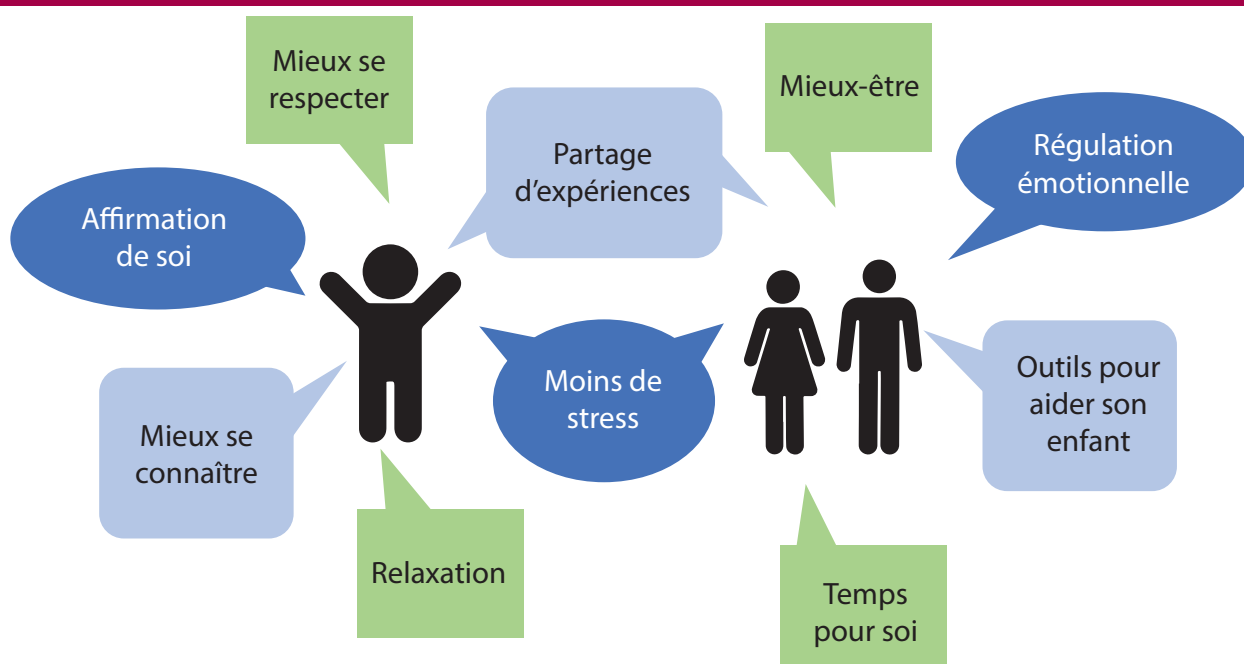 Mieux se
respecter
Mieux-être
Partage
d'expériences
Régulation
émotionnelle
Affirmation
de soi
Moins de
stress
Outils pour
aider son
enfant
Mieux se
connaître
Relaxation
Temps
pour soi